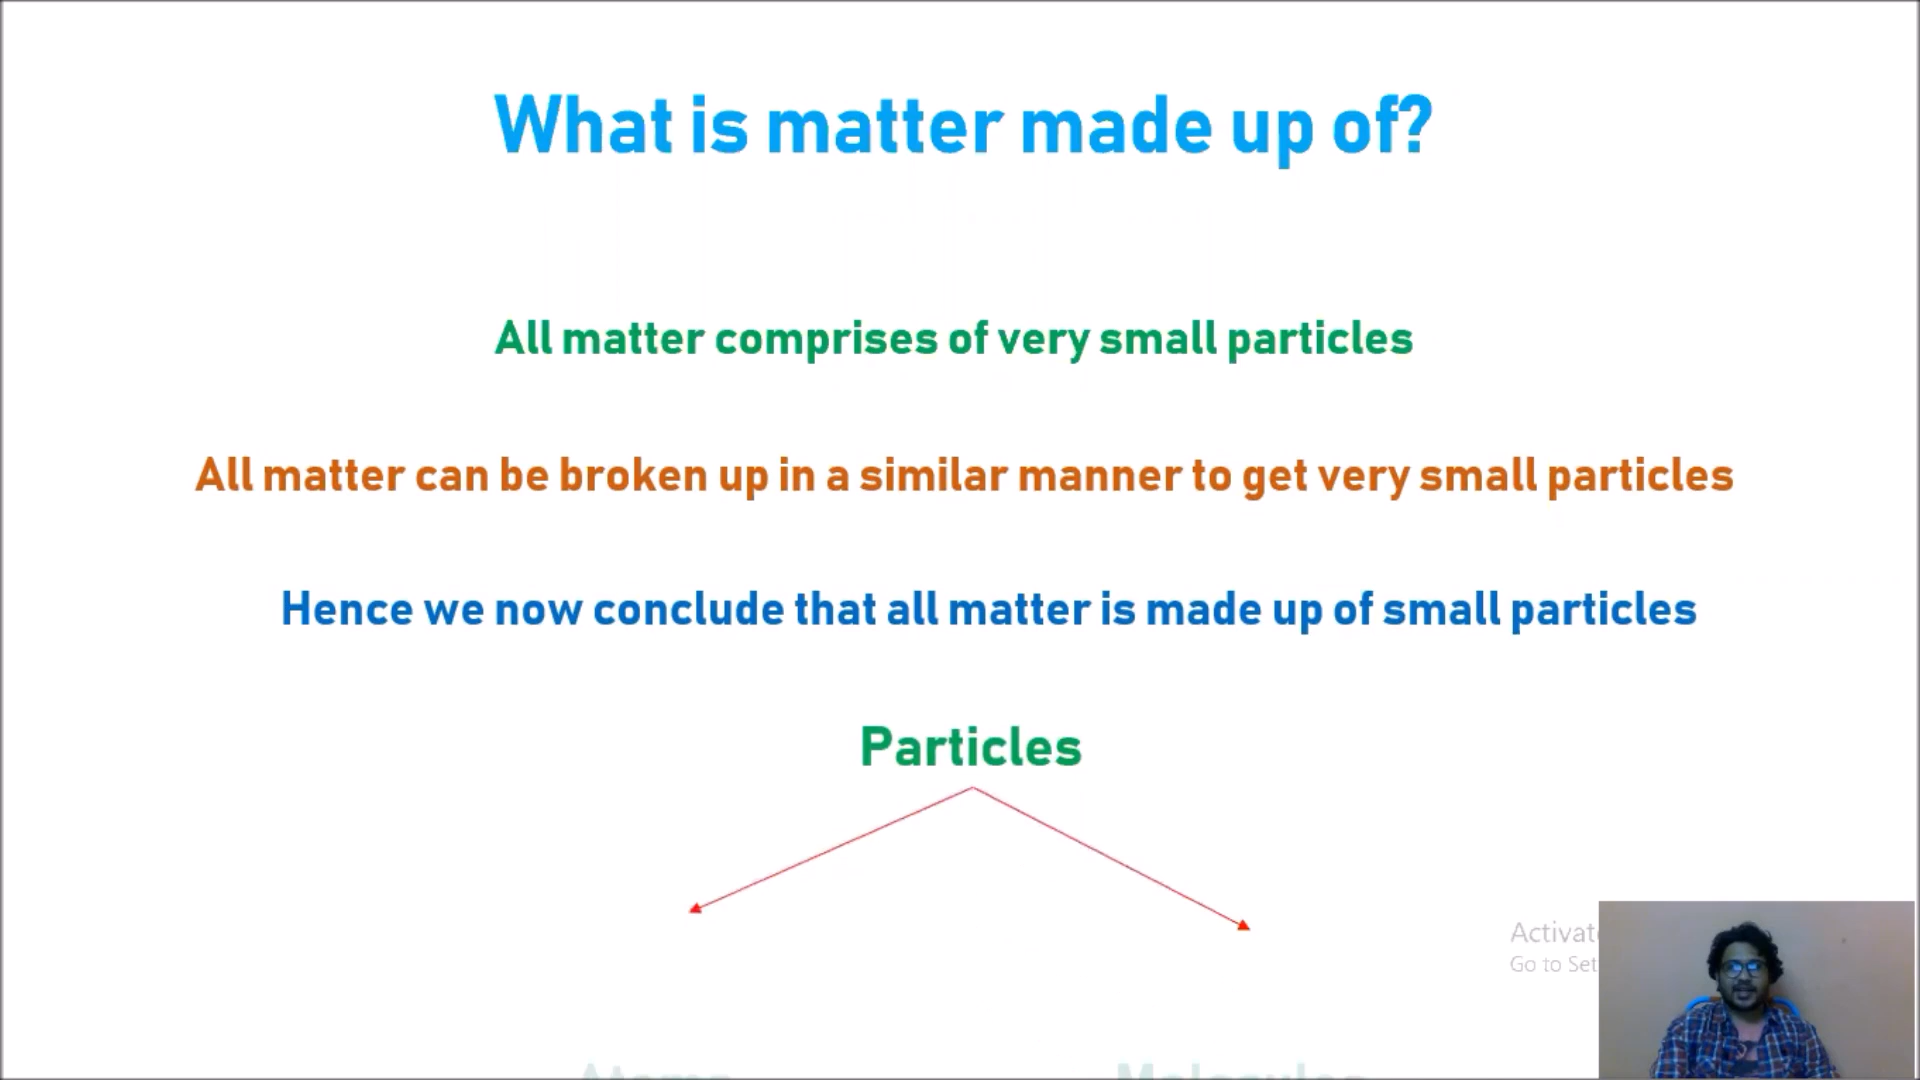 What is matter made up of?
All matter comprises of very small particles
All matter can be broken up in a similar manner to get very small particles
Hence we now conclude that all matter is made up of small particles
Particles
Go to Set